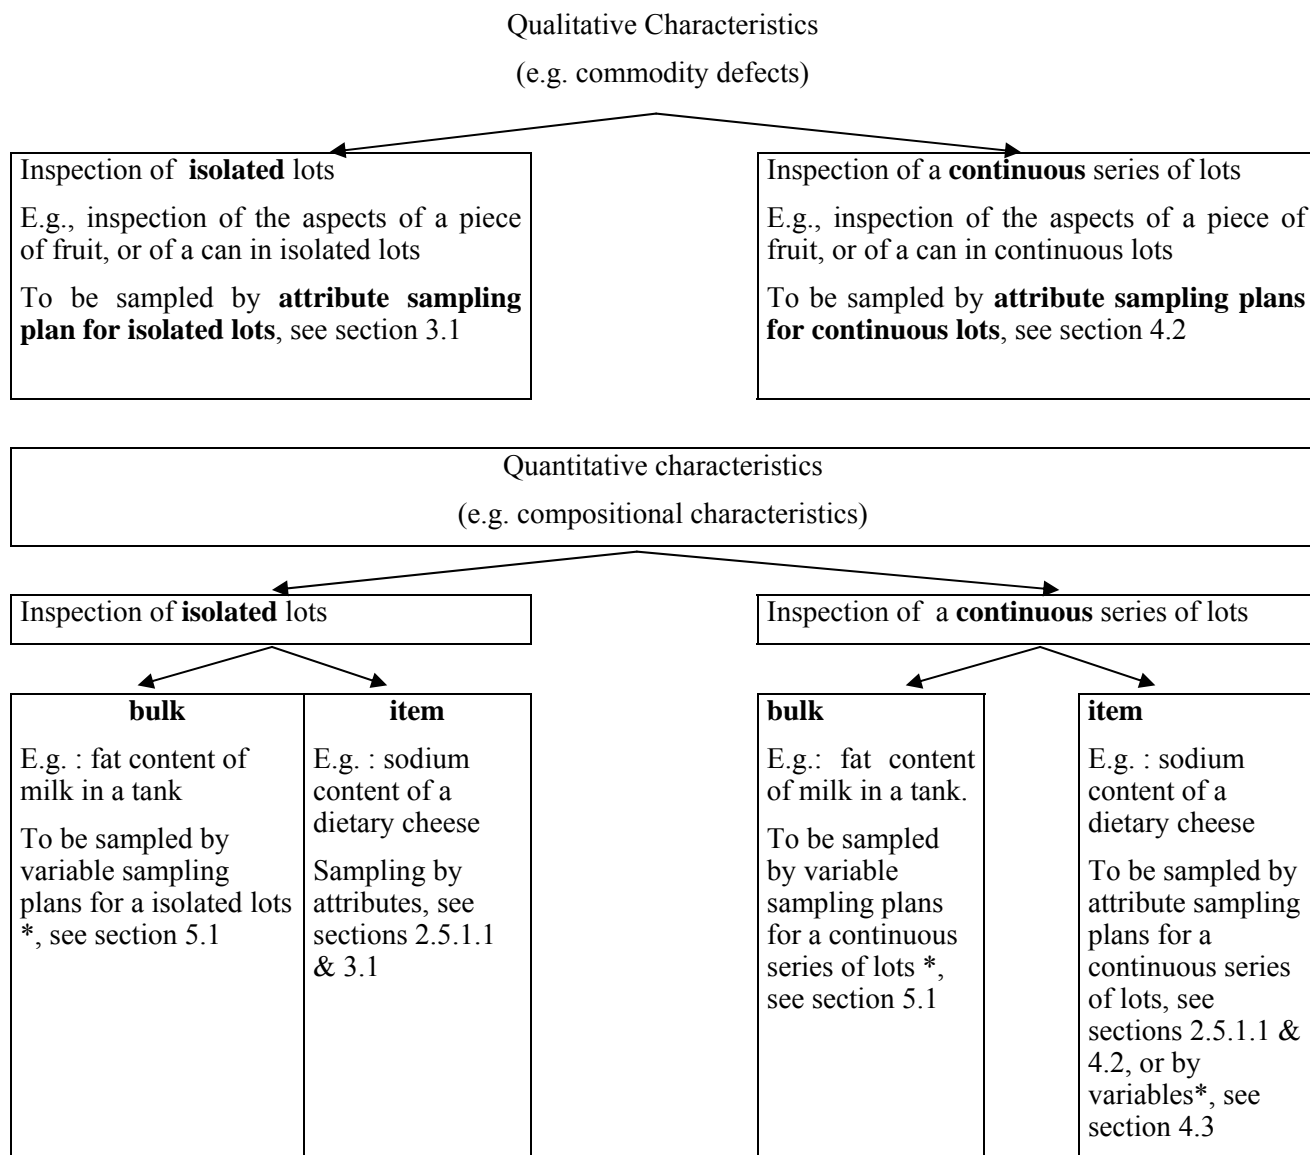 Qualitative Characteristics
(e.g. commodity defects)
Inspection of isolated lots
E.g., inspection of the aspects of a piece
of fruit, or of a can in isolated lots
To be sampled by attribute sampling
plan for isolated lots, see section 3.1
Inspection of a continuous series of lots
E.g., inspection of the aspects of a piece of
fruit, or of a can in continuous lots
To be sampled by attribute sampling plans
for continuous lots, see section 4.2
Quantitative characteristics
(e.g. compositional characteristics)
Inspection of isolated lots
Inspection of a continuous series of lots
bulk
E.g. : fat content of
milk in a tank
To be sampled by
variable sampling
plans for a isolated lots
*, see section 5.1
item
E.g. : sodium
content of a
dietary cheese
Sampling by
attributes, see
sections 2.5.1.1
& 3.1
bulk
E.g.: fat content
of milk in a tank.
To be sampled
by variable
sampling plans
for a continuous
series of lots *,
see section 5.1
item
E.g. : sodium
content of a
dietary cheese
To be sampled by
attribute sampling
plans for a
continuous series
of lots, see
sections 2.5.1.1 &
4.2, or by
variables*, see
section 4.3